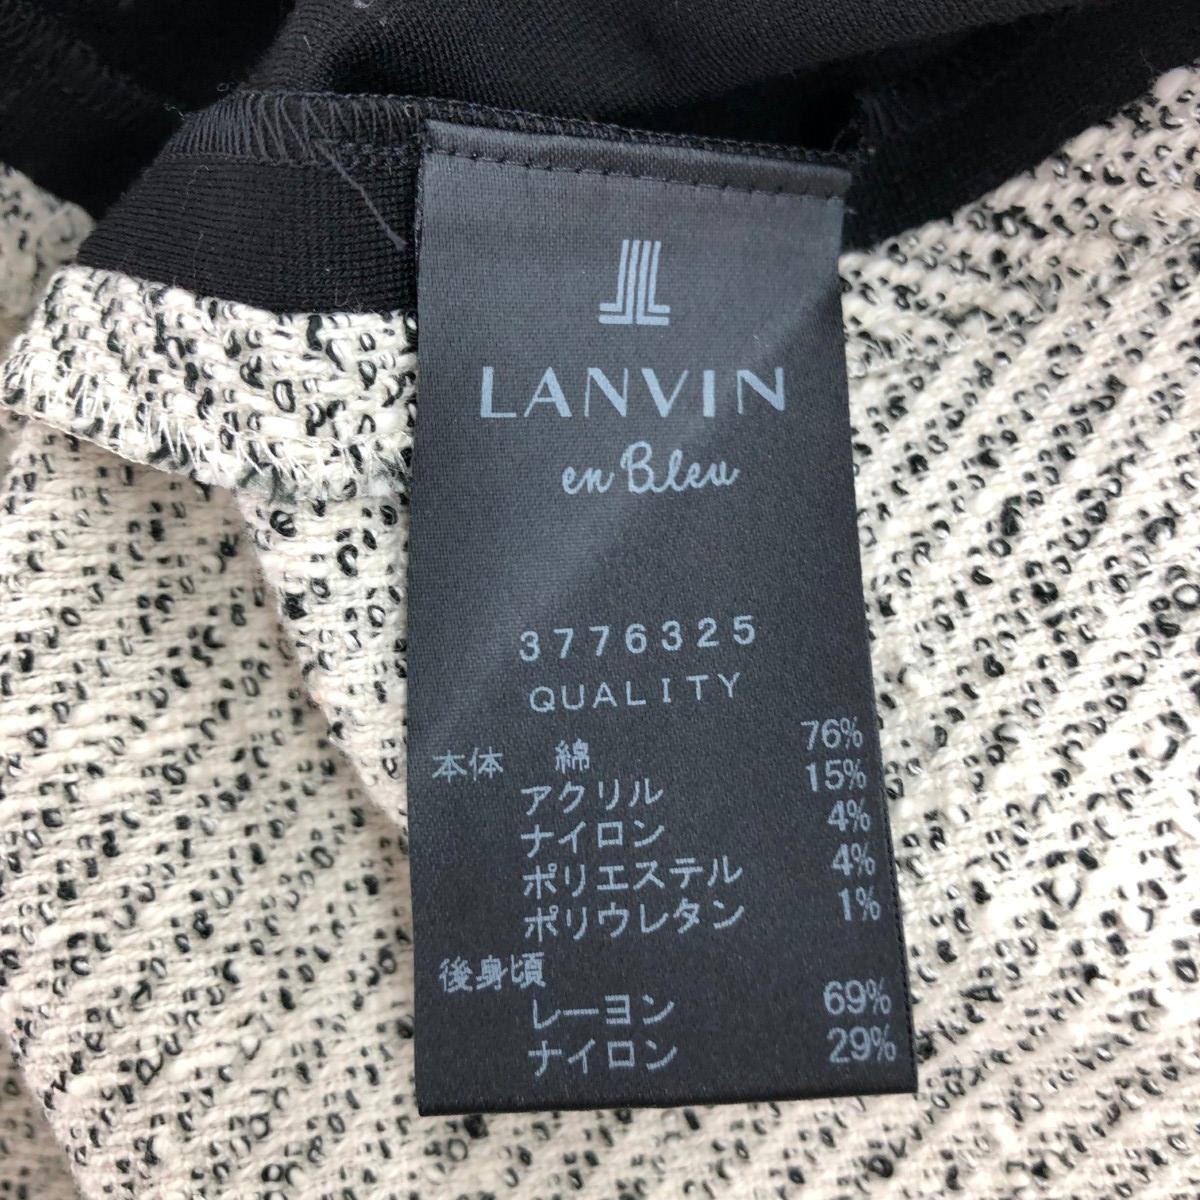 LANVIN
en Bleu
3776325
QUALITY
本体 綿 76%
アクリル 15%
ナイロン 4%
ポリエステル 4%
ポリウレタン 1%
後身頃
レーヨン 69%
ナイロン 29%